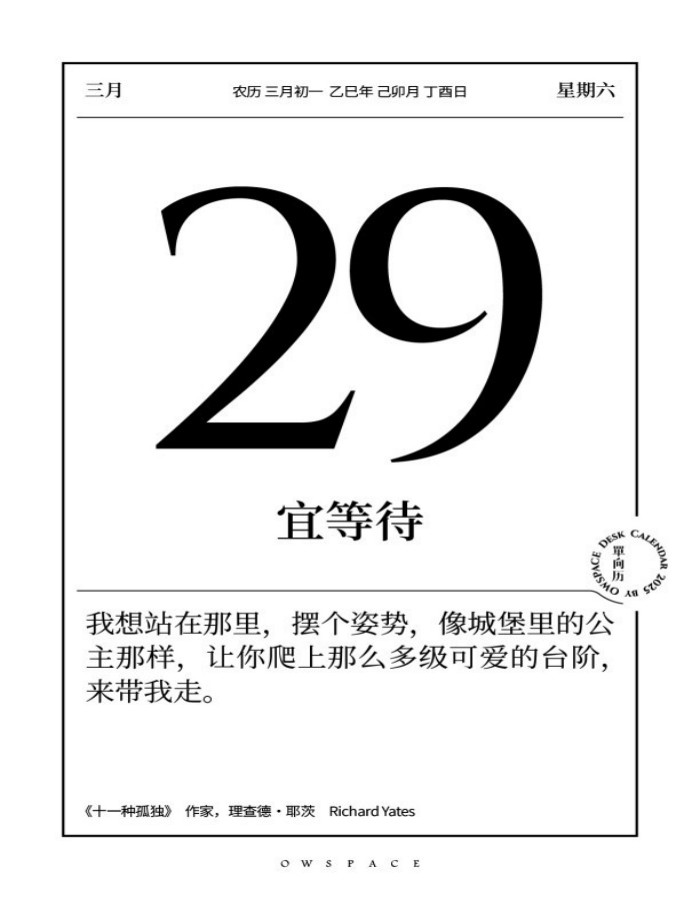 三月 农历 三月初一 乙巳年 己卯月 丁酉日 星期六
29
宜等待
OWSPACE DESK CALENDAR 2025 BY
單向历
我想站在那里，摆个姿势，像城堡里的公
主那样，让你爬上那么多级可爱的台阶，
来带我走。
《十一种孤独》 作家，理查德·耶茨 Richard Yates
OWSPACE